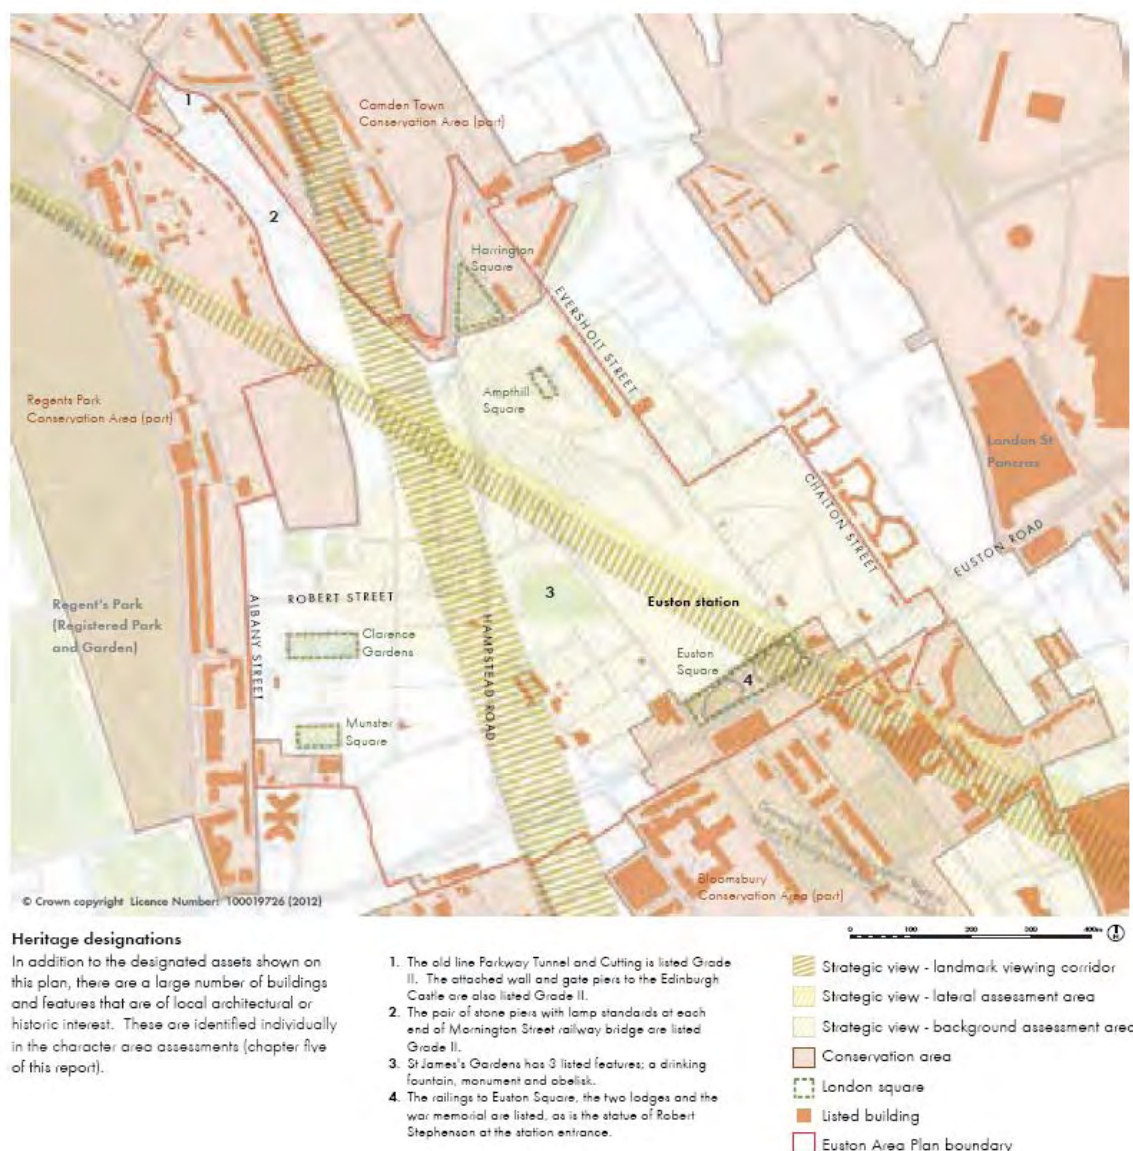 1
Camden Town
Conservation Area (part)
2
Harrington
Square
EVERSHOLT STREET
Ampthill
Square
Regents Park
Conservation Area (part)
London St
Pancras
CHALTON STREET
EUSTON ROAD
ROBERT STREET
3
Euston station
Regent's Park
(Registered Park
and Garden)
ALBANY STREET
Clarence
Gardens
HAMPSTEAD ROAD
Euston
Square
4
Munster
Square
Bloomsbury
Conservation Area (part)
© Crown copyright Licence Number: 100019726 (2012)
0 100 200 300 400m
N
Heritage designations
In addition to the designated assets shown on
this plan, there are a large number of buildings
and features that are of local architectural or
historic interest. These are identified individually
in the character area assessments (chapter five
of this report).
1. The old line Parkway Tunnel and Cutting is listed Grade
II. The attached wall and gate piers to the Edinburgh
Castle are also listed Grade II.
2. The pair of stone piers with lamp standards at each
end of Mornington Street railway bridge are listed
Grade II.
3. St James's Gardens has 3 listed features; a drinking
fountain, monument and obelisk.
4. The railings to Euston Square, the two lodges and the
war memorial are listed, as is the statue of Robert
Stephenson at the station entrance.
Strategic view - landmark viewing corridor
Strategic view - lateral assessment area
Strategic view - background assessment area
Conservation area
London square
Listed building
Euston Area Plan boundary